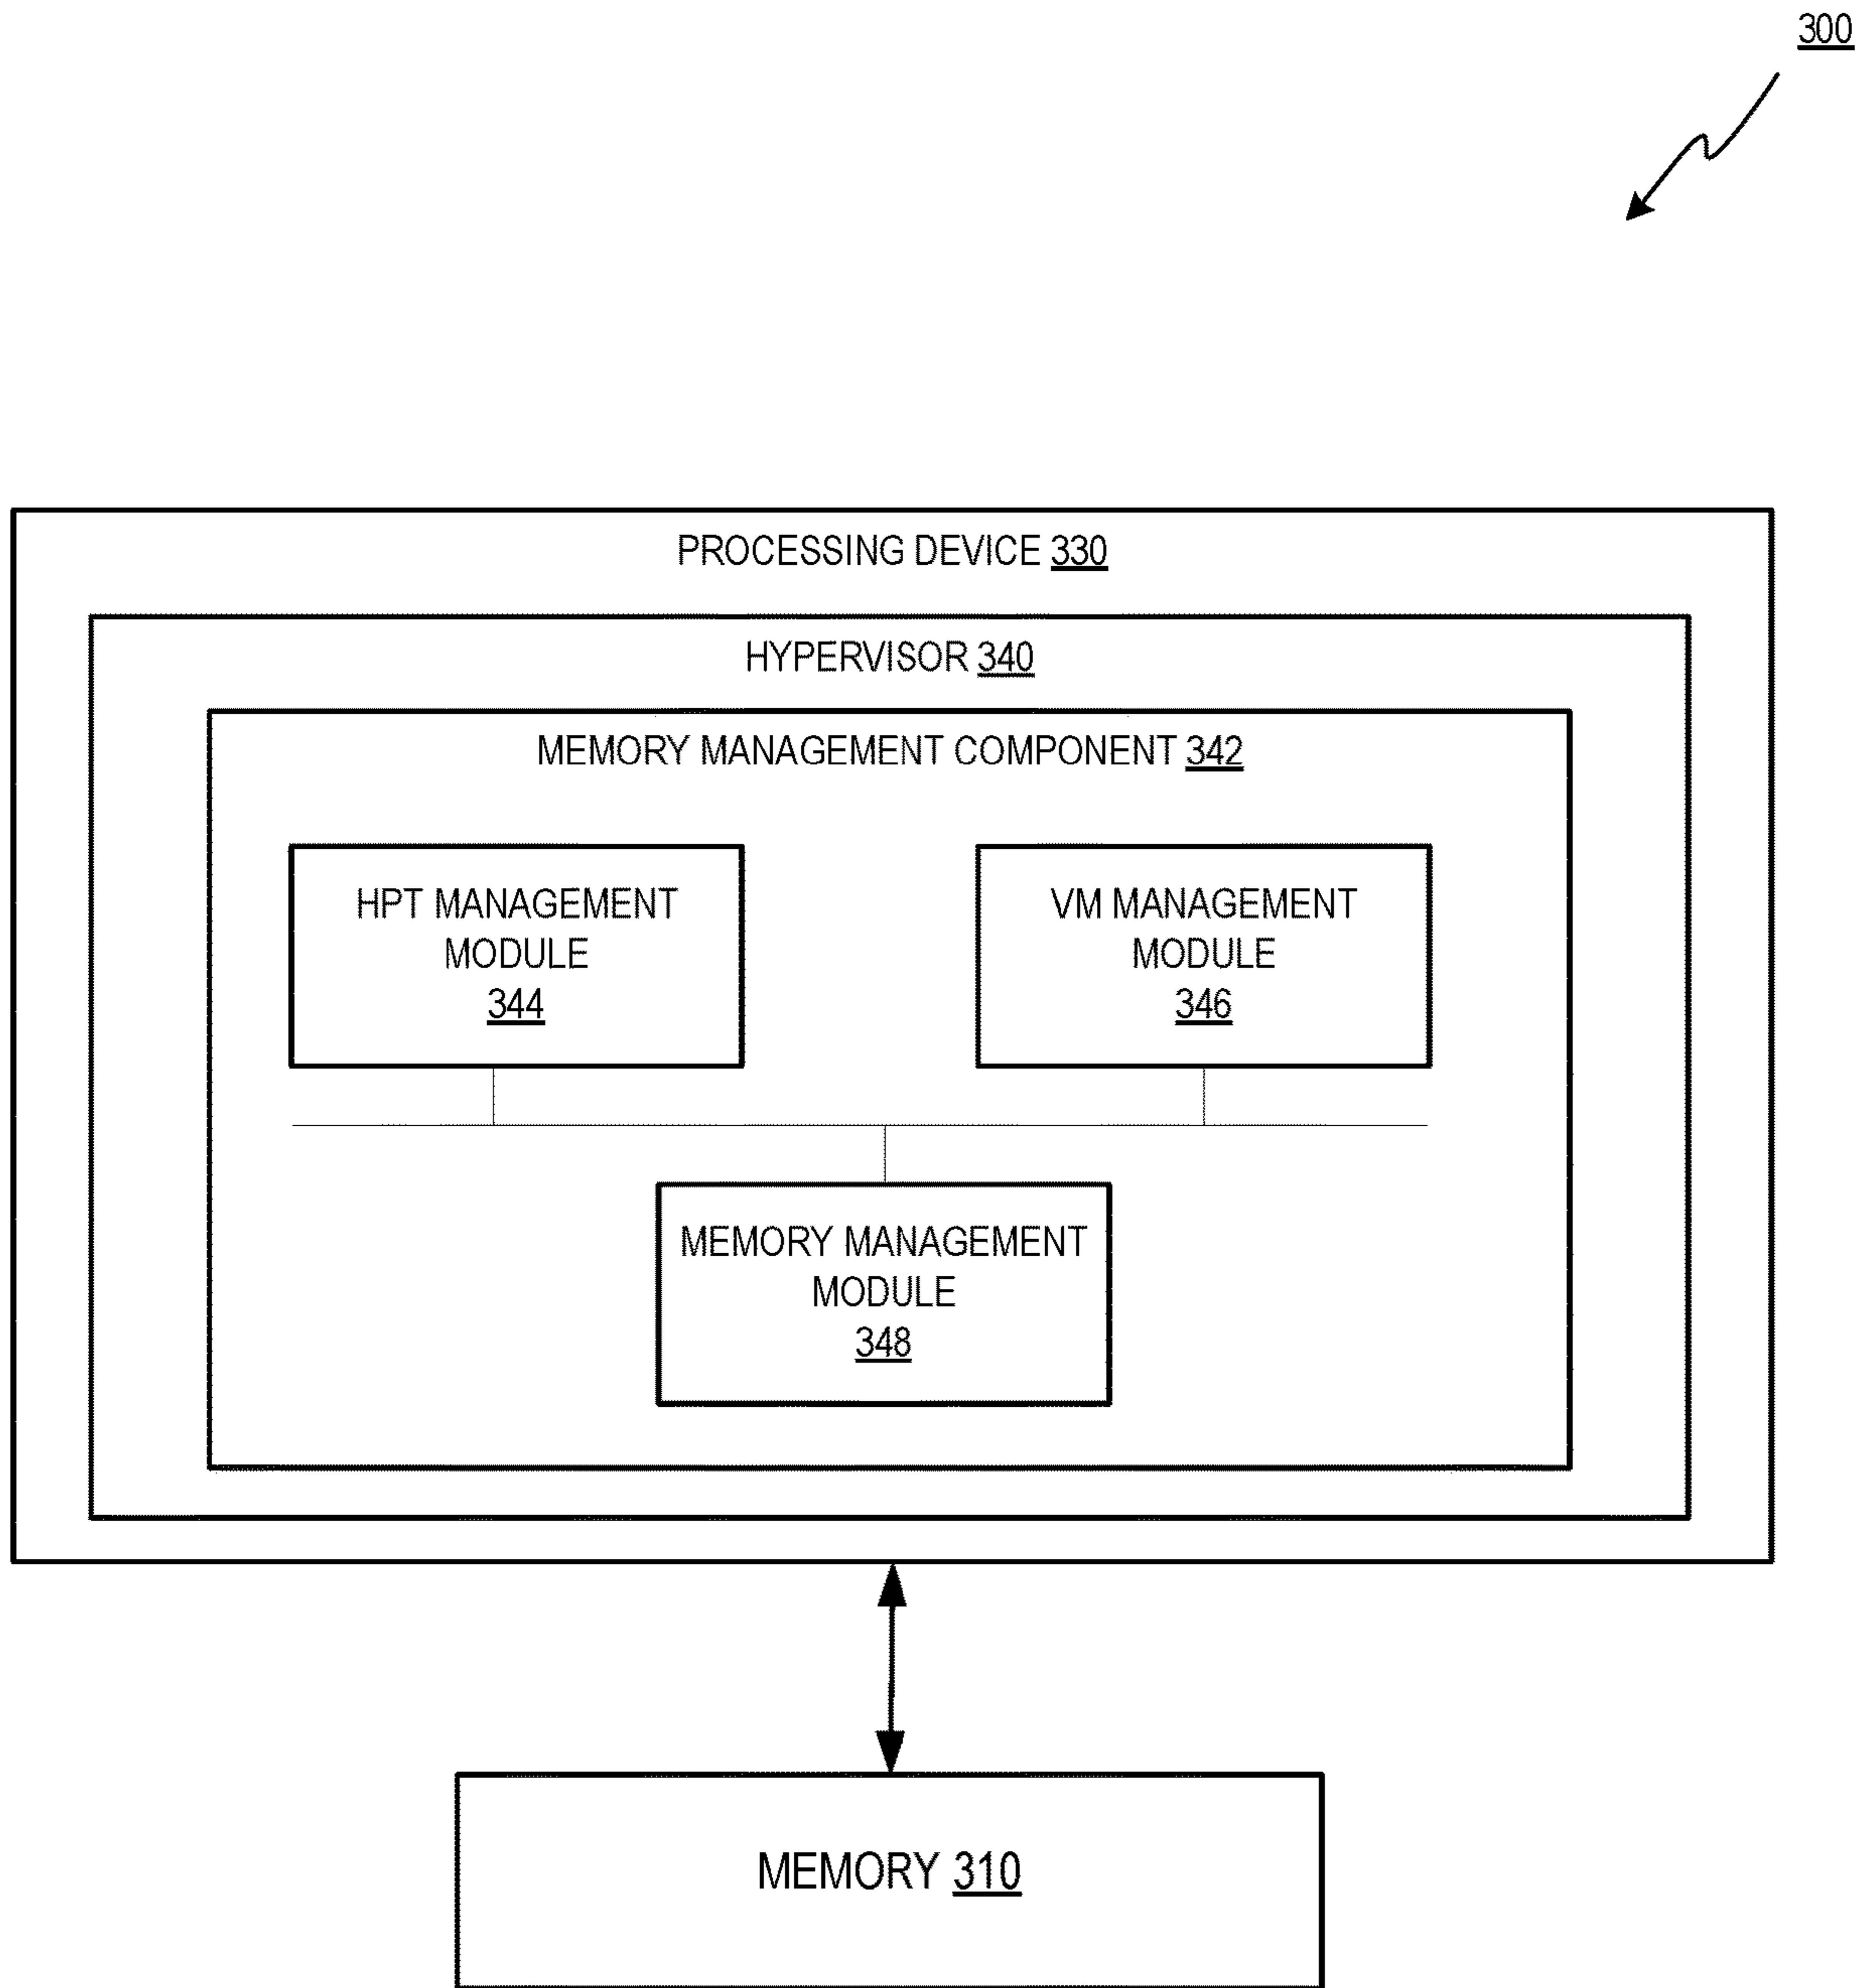 300
PROCESSING DEVICE 330
HYPERVISOR 340
MEMORY MANAGEMENT COMPONENT 342
HPT MANAGEMENT
MODULE
344
VM MANAGEMENT
MODULE
346
MEMORY MANAGEMENT
MODULE
348
MEMORY 310